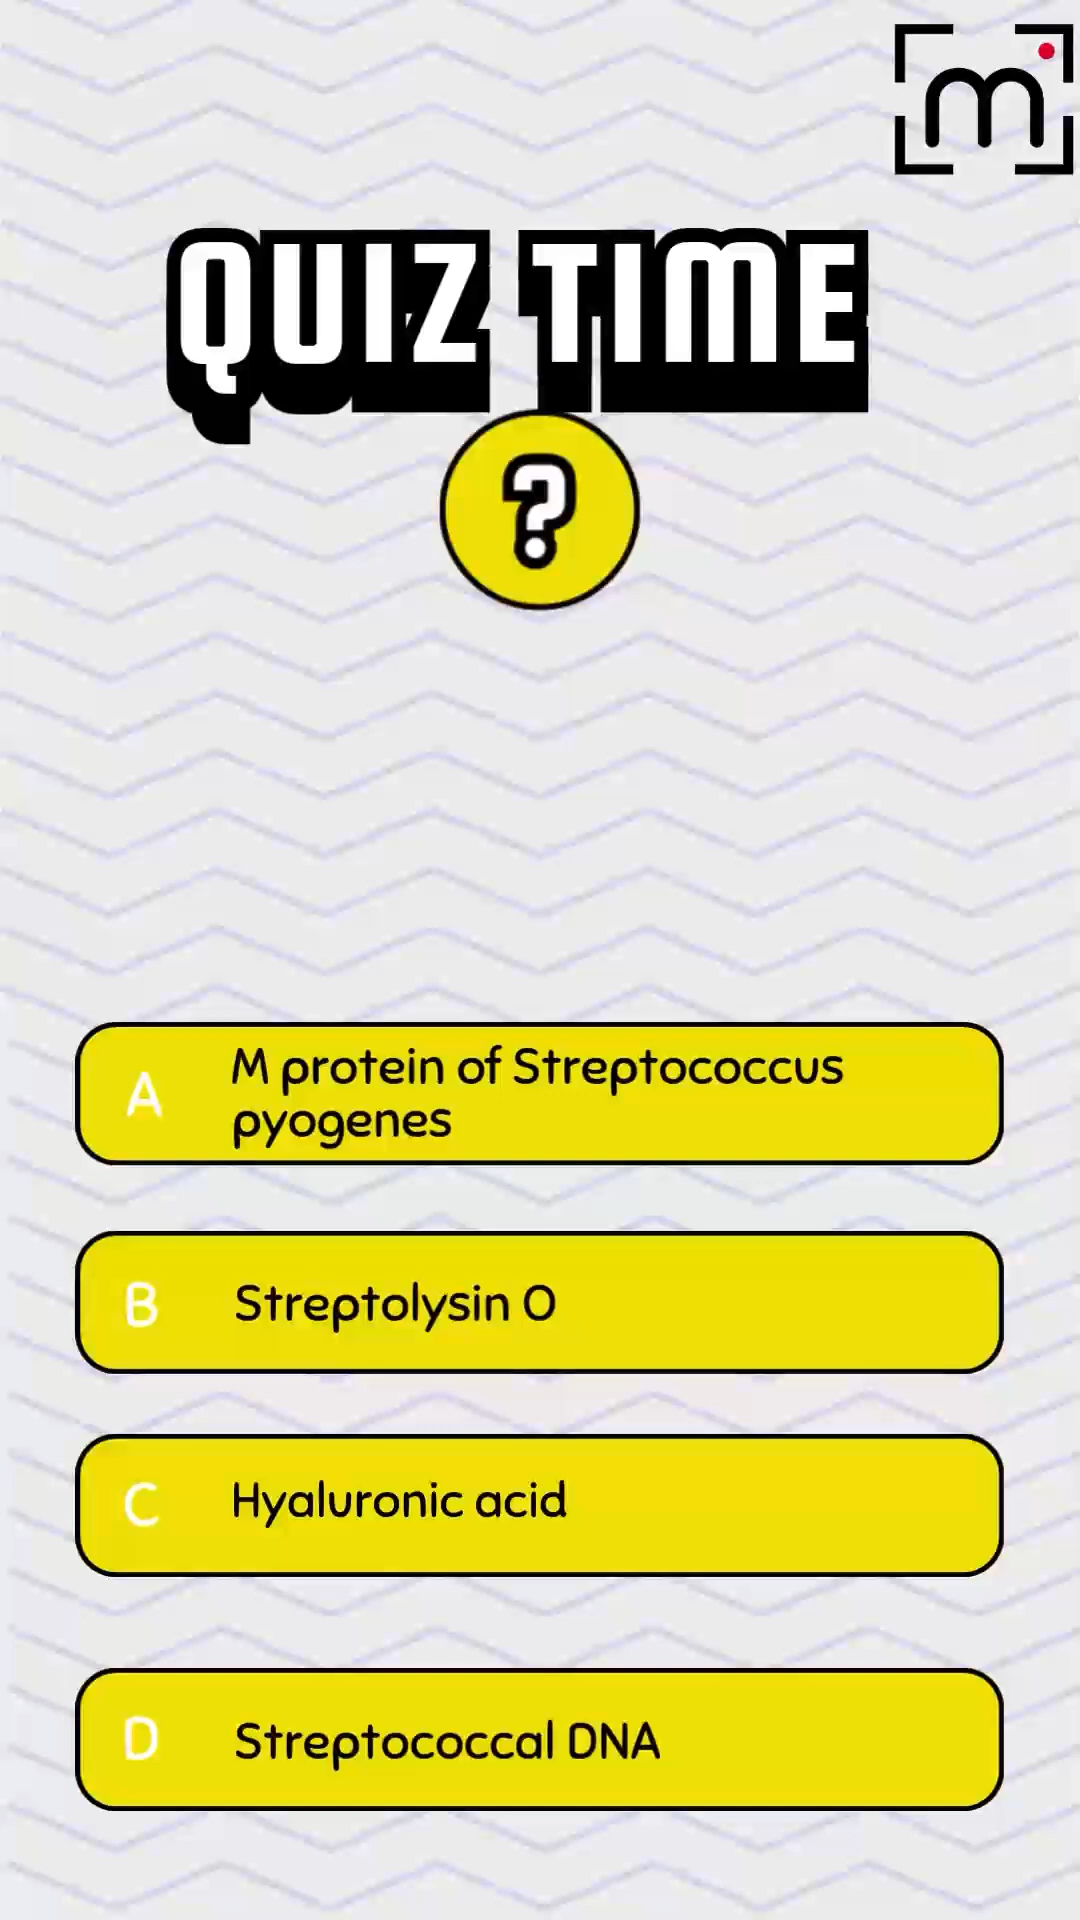 m
QUIZ TIME
?
A
M protein of Streptococcus
pyogenes
B
Streptolysin O
C
Hyaluronic acid
D
Streptococcal DNA